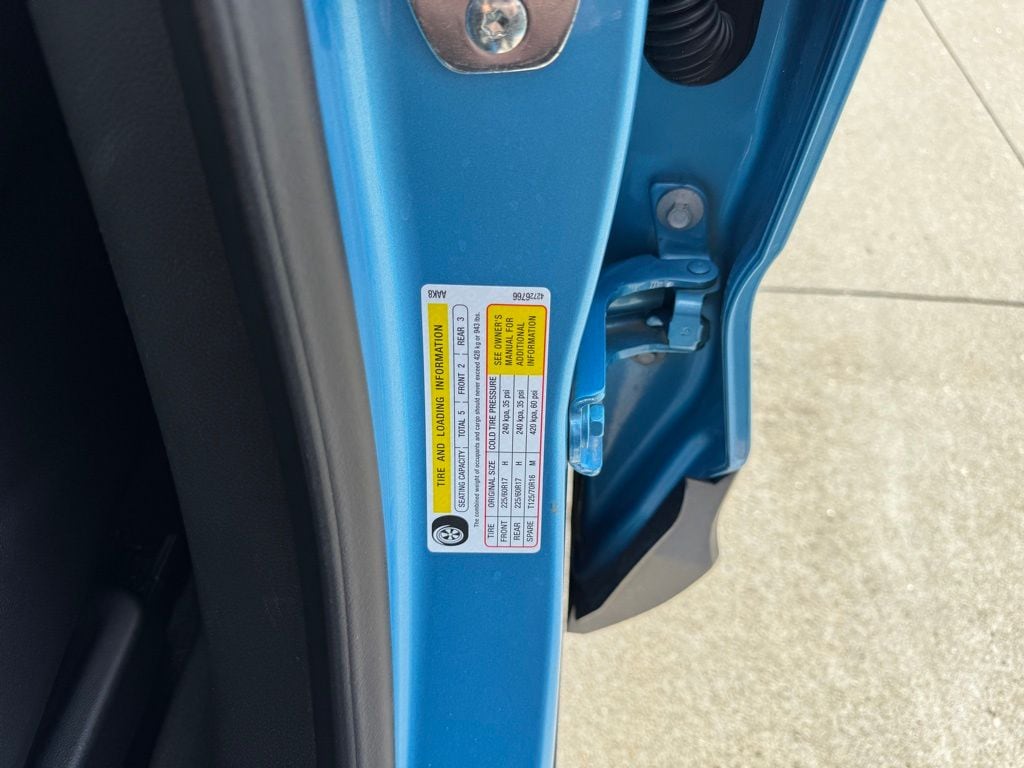 TIRE AND LOADING INFORMATION
SEATING CAPACITY TOTAL 5 FRONT 2 REAR 3
The combined weight of occupants and cargo should never exceed 428 kg or 943 lbs.
TIRE ORIGINAL SIZE COLD TIRE PRESSURE
FRONT 225/60R17 H 240 kpa, 35 psi
REAR 225/60R17 H 240 kpa, 35 psi
SPARE T125/70R16 M 420 kpa, 60 psi
SEE OWNER'S
MANUAL FOR
ADDITIONAL
INFORMATION
AAK8
42726766